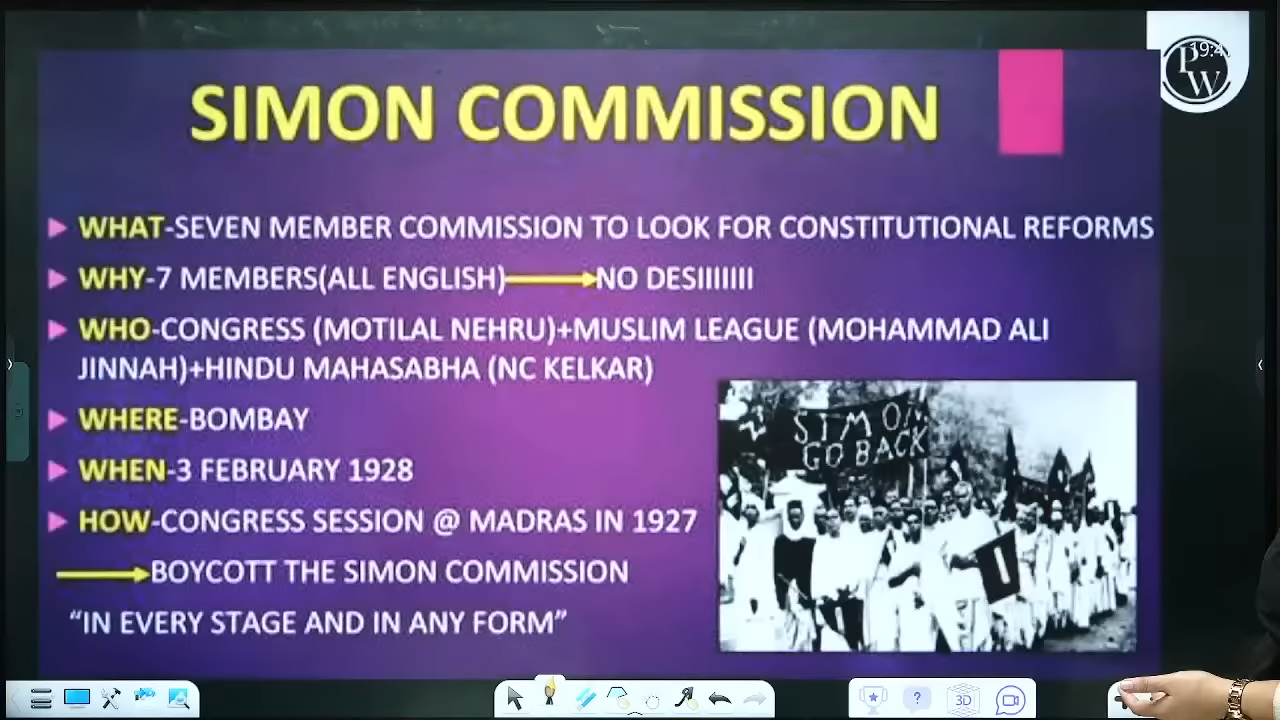 SIMON COMMISSION
WHAT-SEVEN MEMBER COMMISSION TO LOOK FOR CONSTITUTIONAL REFORMS
WHY-7 MEMBERS(ALL ENGLISH) NO DESIIIIIII
WHO-CONGRESS (MOTILAL NEHRU)+MUSLIM LEAGUE (MOHAMMAD ALI
JINNAH)+HINDU MAHASABHA (NC KELKAR)
WHERE-BOMBAY
WHEN-3 FEBRUARY 1928
HOW-CONGRESS SESSION @ MADRAS IN 1927
BOYCOTT THE SIMON COMMISSION
“IN EVERY STAGE AND IN ANY FORM”
SIMON
GO BACK
PW
3D